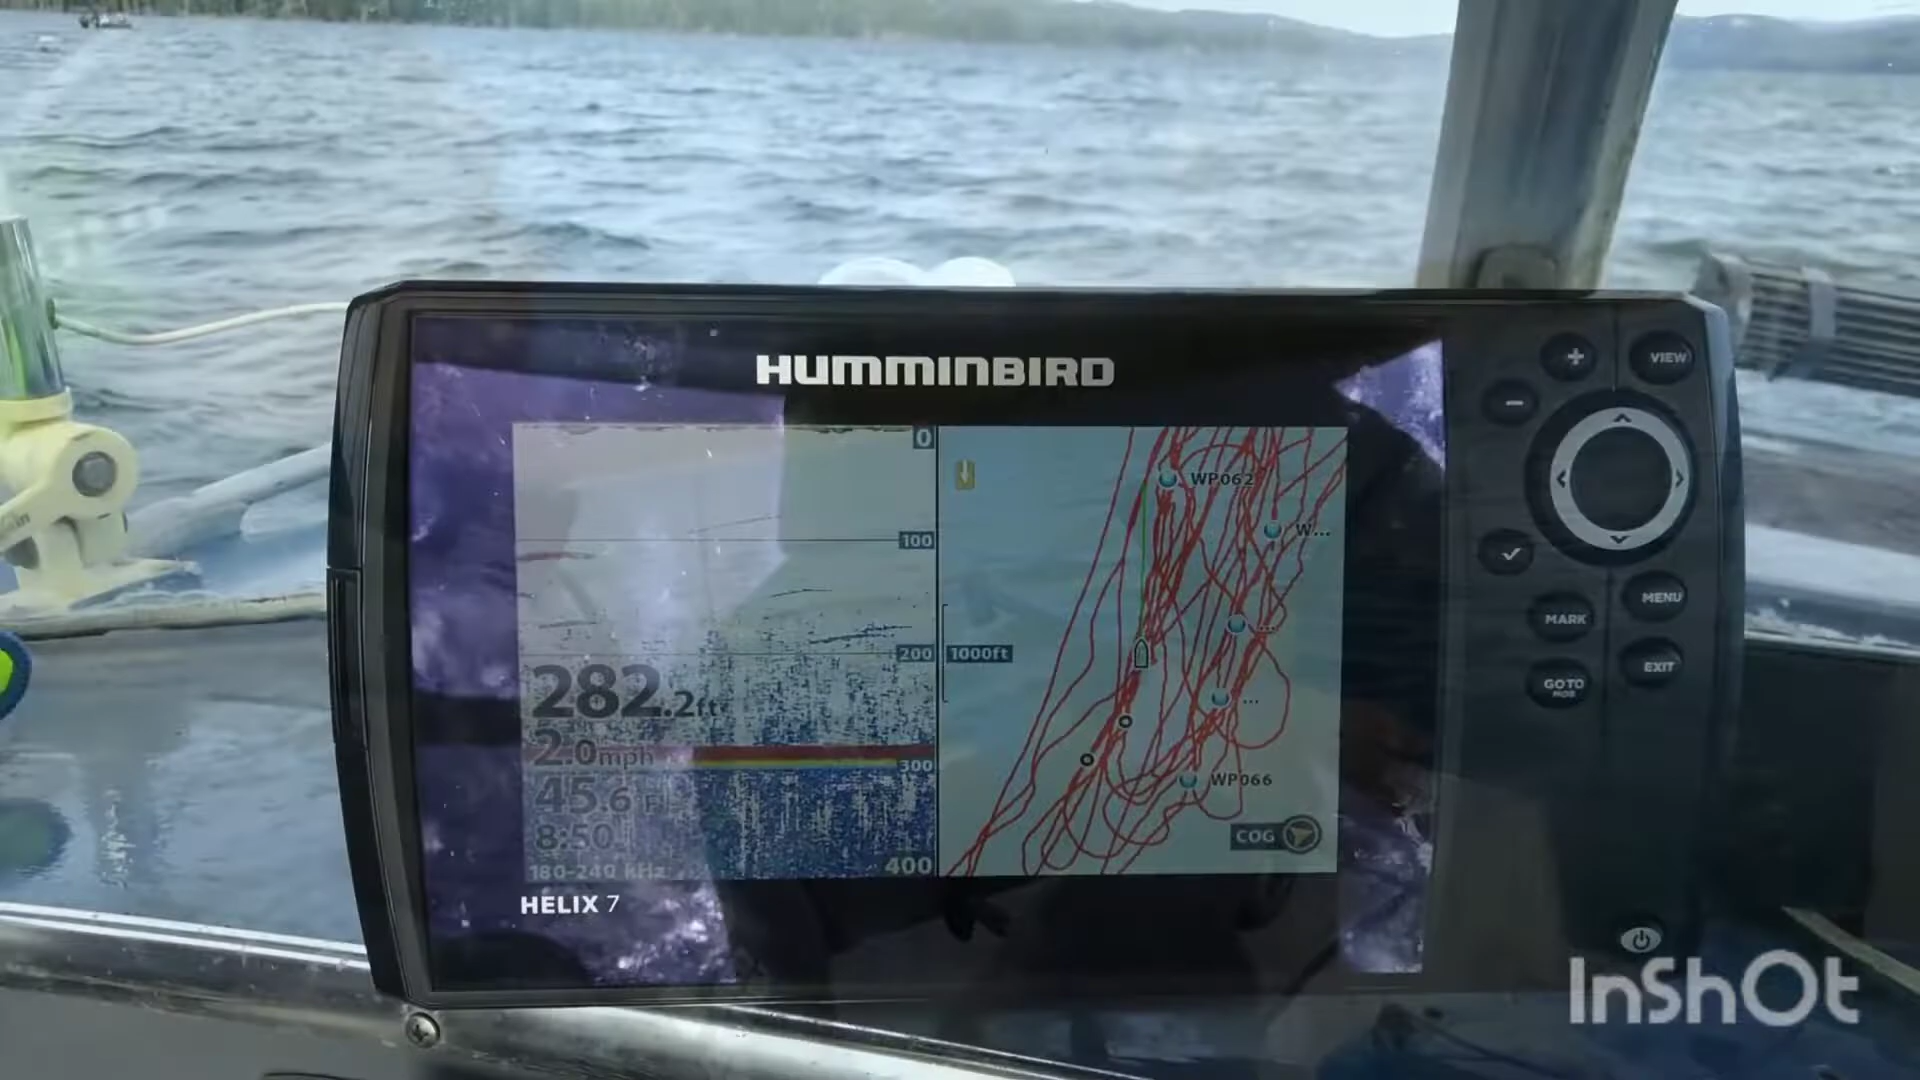 HUMMINBIRD
VIEW
0
WP062
W...
100
MENU
MARK
200
1000ft
...
EXIT
282.2ft
GOTO
MOB
...
2.0mph
300
WP066
45.6 F
8:50
COG
180-240 kHz
400
HELIX 7
InShOt